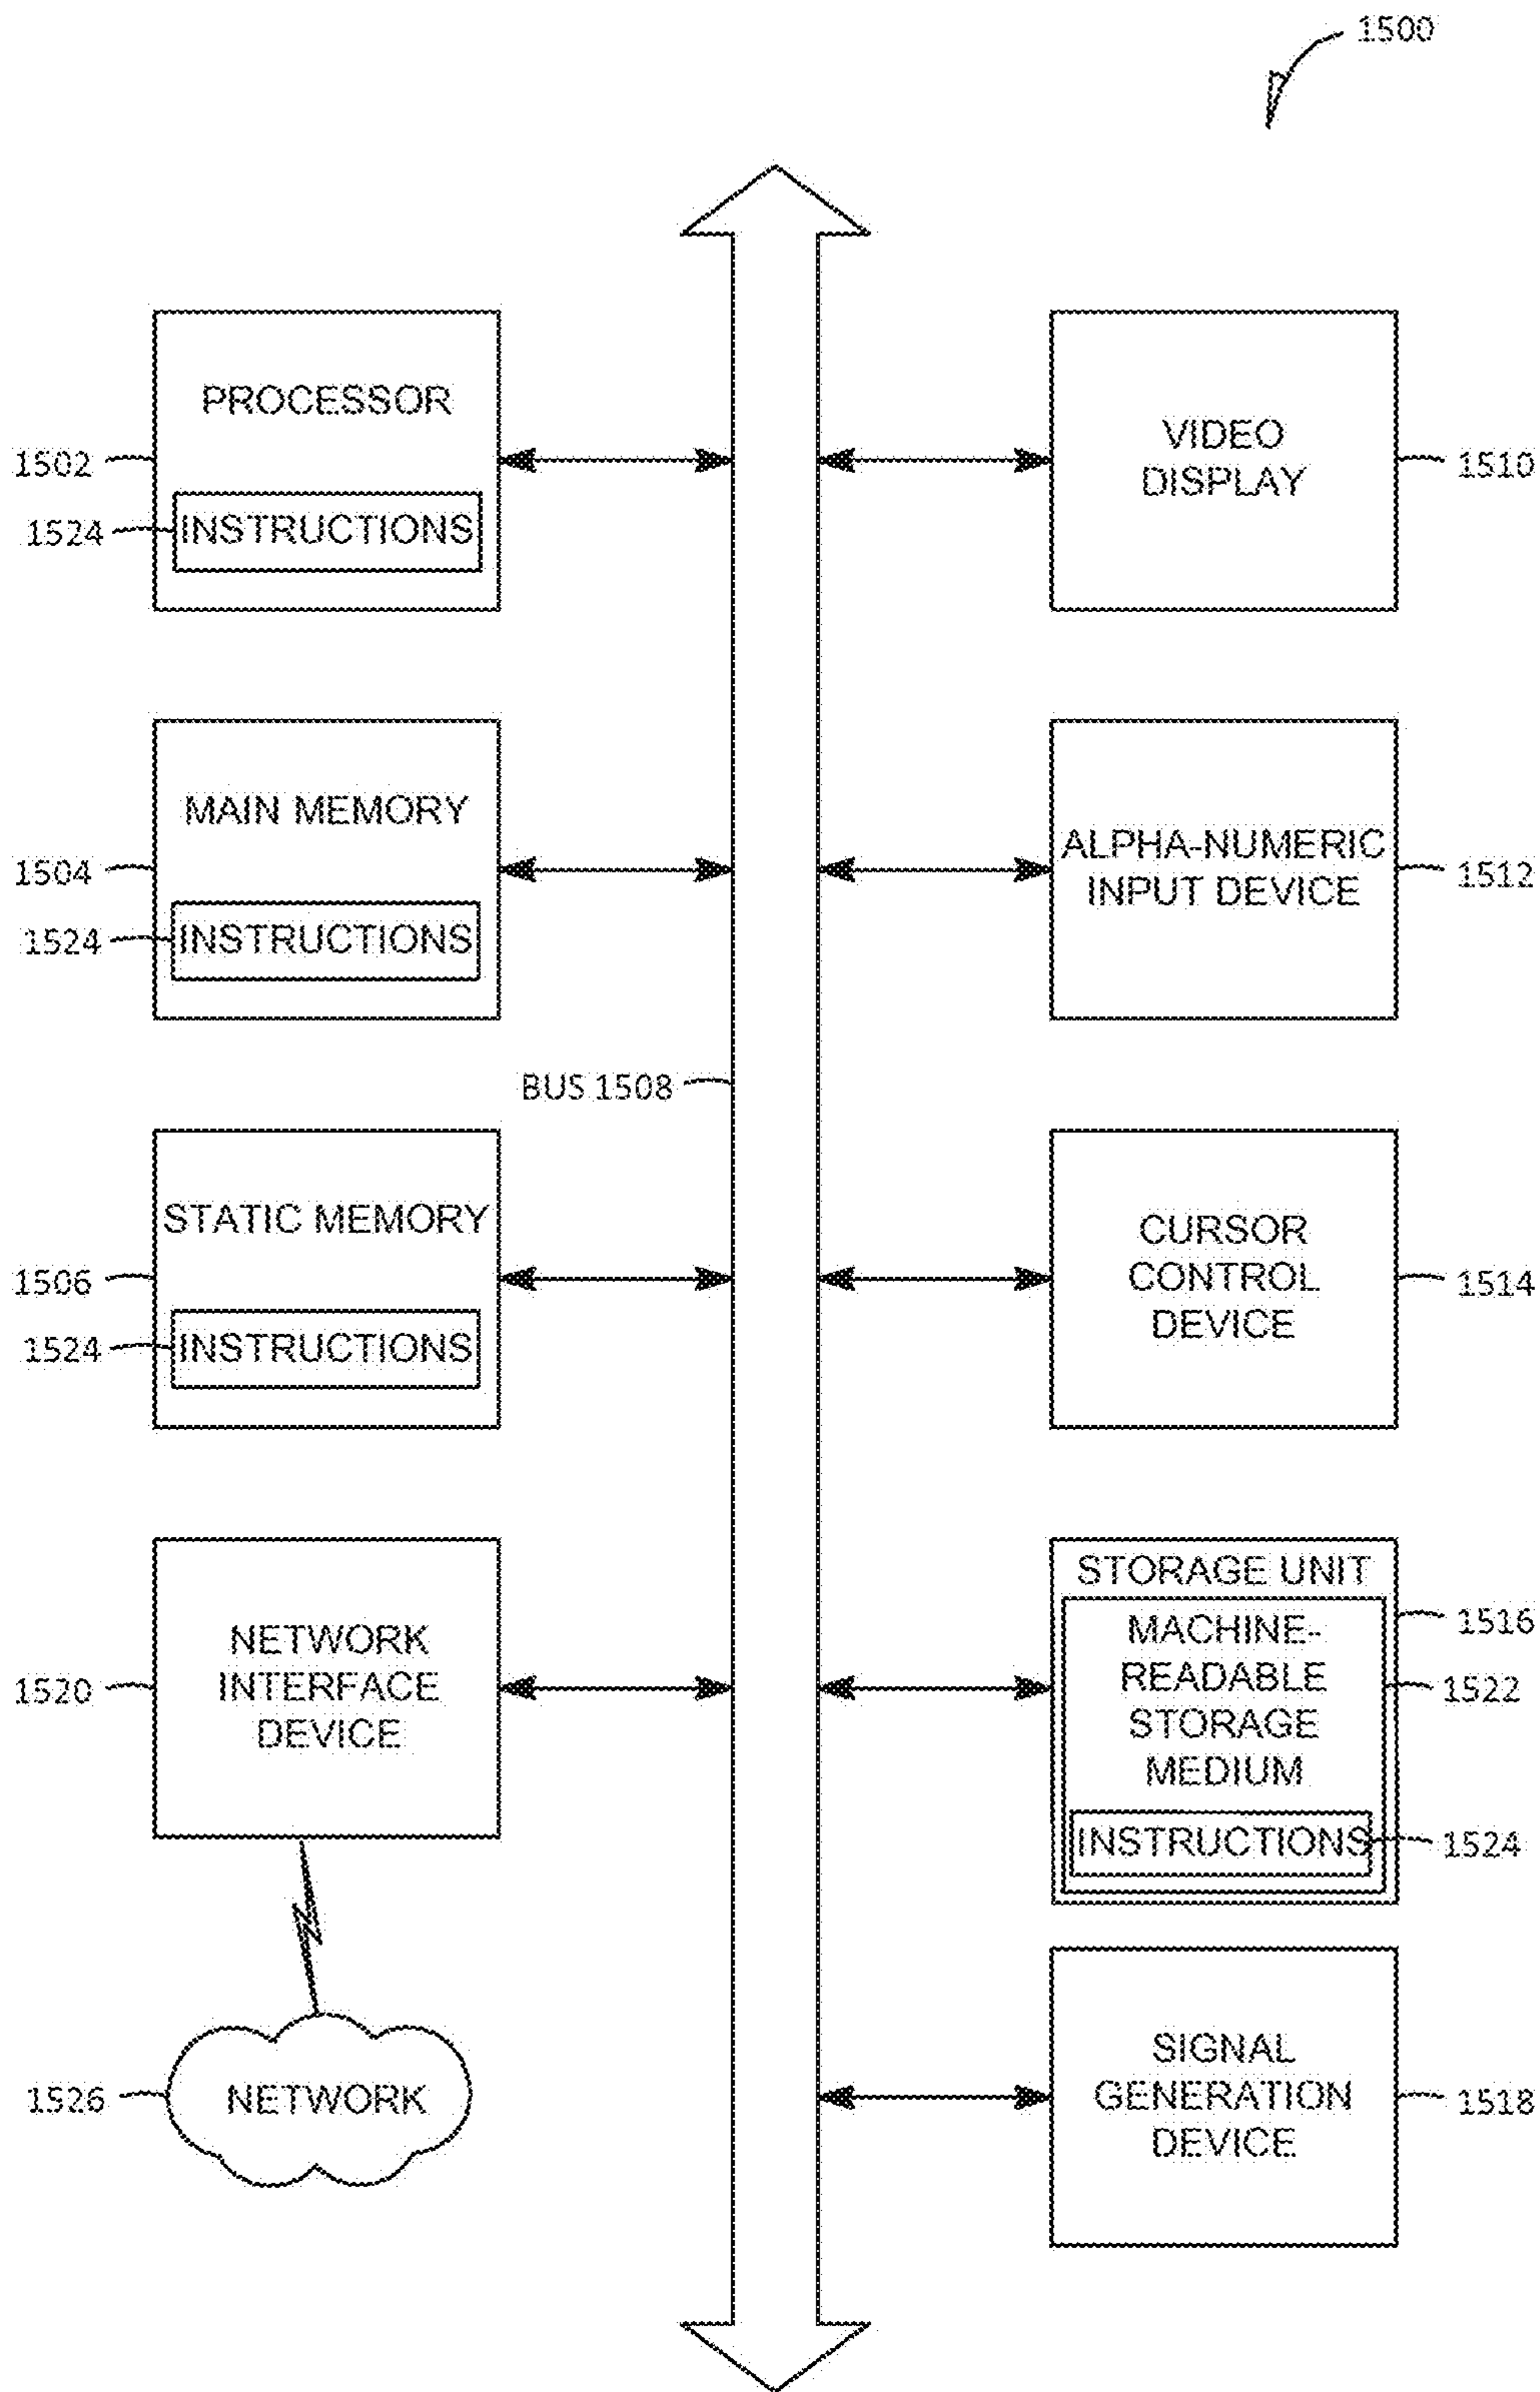 1500
PROCESSOR
1502
1524
INSTRUCTIONS
VIDEO
DISPLAY
1510
MAIN MEMORY
1504
1524
INSTRUCTIONS
ALPHA-NUMERIC
INPUT DEVICE
1512
BUS 1508
STATIC MEMORY
1506
1524
INSTRUCTIONS
CURSOR
CONTROL
DEVICE
1514
NETWORK
INTERFACE
DEVICE
1520
STORAGE UNIT
1516
MACHINE-
READABLE
STORAGE
MEDIUM
1522
INSTRUCTIONS
1524
NETWORK
1526
SIGNAL
GENERATION
DEVICE
1518